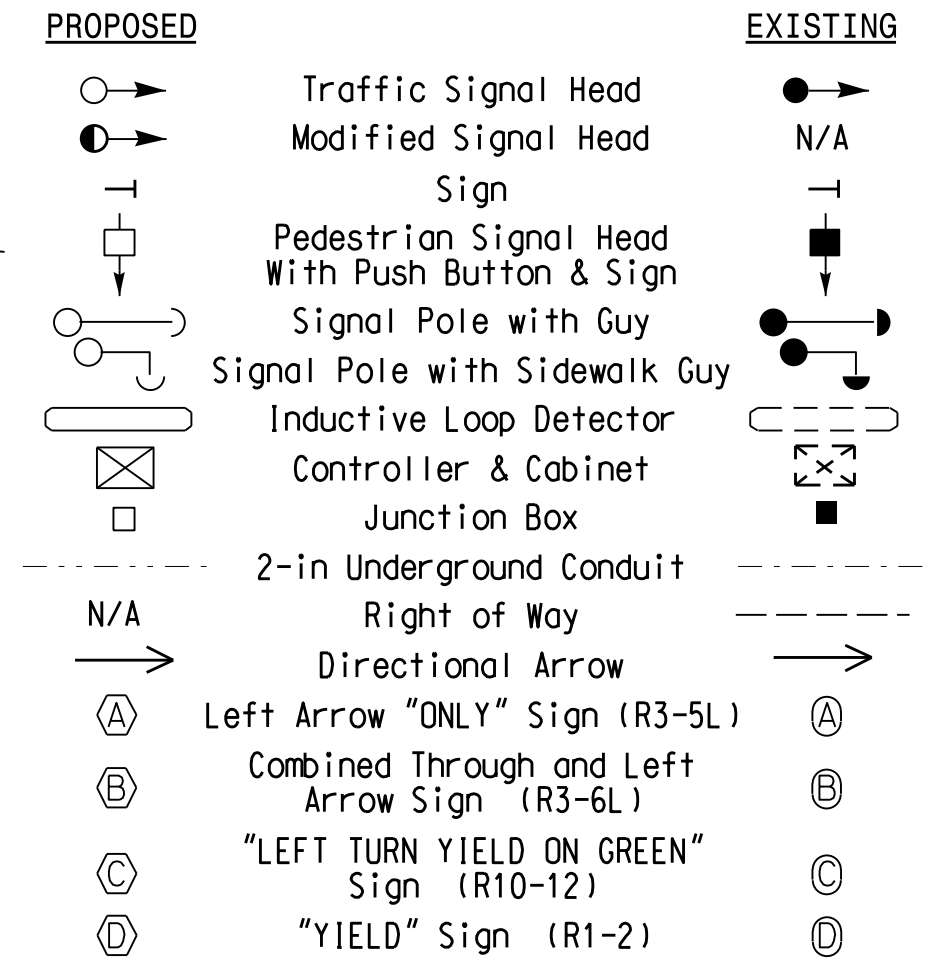 PROPOSED EXISTING
Traffic Signal Head
Modified Signal Head N/A
Sign
Pedestrian Signal Head
With Push Button & Sign
Signal Pole with Guy
Signal Pole with Sidewalk Guy
Inductive Loop Detector
Controller & Cabinet
Junction Box
2-in Underground Conduit
N/A Right of Way
Directional Arrow
A Left Arrow "ONLY" Sign (R3-5L) A
Combined Through and Left
B Arrow Sign (R3-6L) B
"LEFT TURN YIELD ON GREEN"
C Sign (R10-12) C
D "YIELD" Sign (R1-2) D